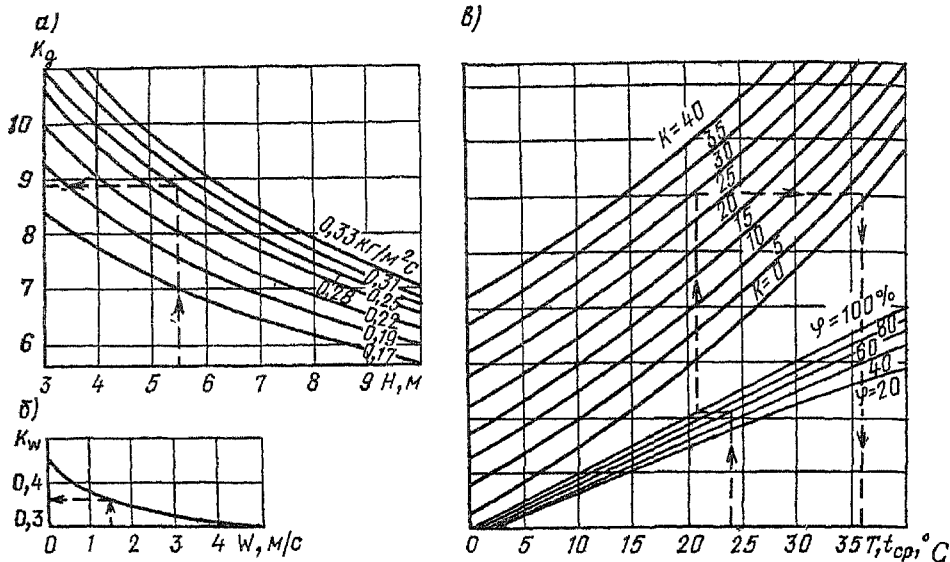 а)
Kg
10
9
8
7
6
3 4 5 6 7 8 9 H, м
0,33 кг/м²с
0,31
0,28
0,25
0,22
0,19
0,17
б)
Kw
0,4
0,3
0 1 2 3 4 W, м/с
в)
K=40
35
30
25
20
15
10
5
K=0
φ=100%
80
60
40
φ=20
0 5 10 15 20 25 30 35 T, tср, °C